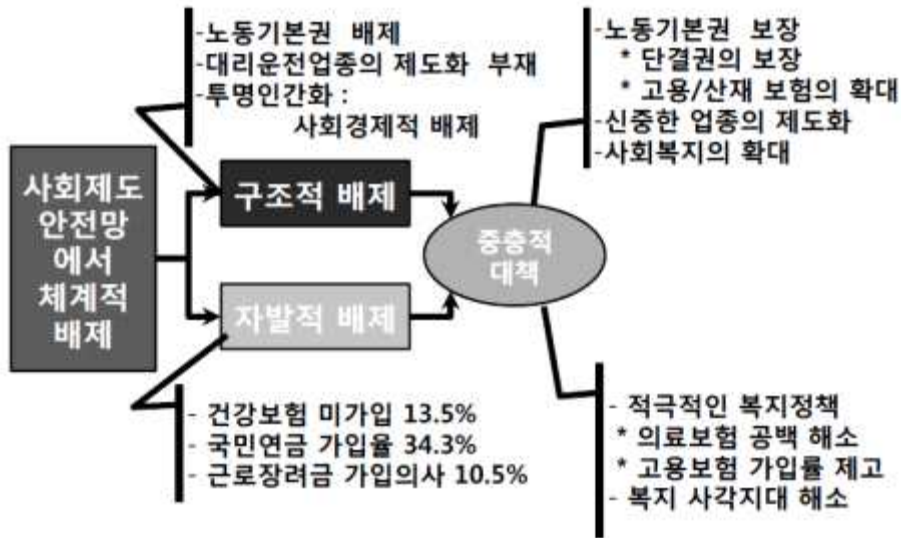 -노동기본권 배제
-대리운전업종의 제도화 부재
-투명인간화 :
사회경제적 배제
-노동기본권 보장
* 단결권의 보장
* 고용/산재 보험의 확대
-신중한 업종의 제도화
-사회복지의 확대
사회제도
안전망
에서
체계적
배제
구조적 배제
중층적
대책
자발적 배제
- 건강보험 미가입 13.5%
- 국민연금 가입율 34.3%
- 근로장려금 가입의사 10.5%
- 적극적인 복지정책
* 의료보험 공백 해소
* 고용보험 가입률 제고
- 복지 사각지대 해소